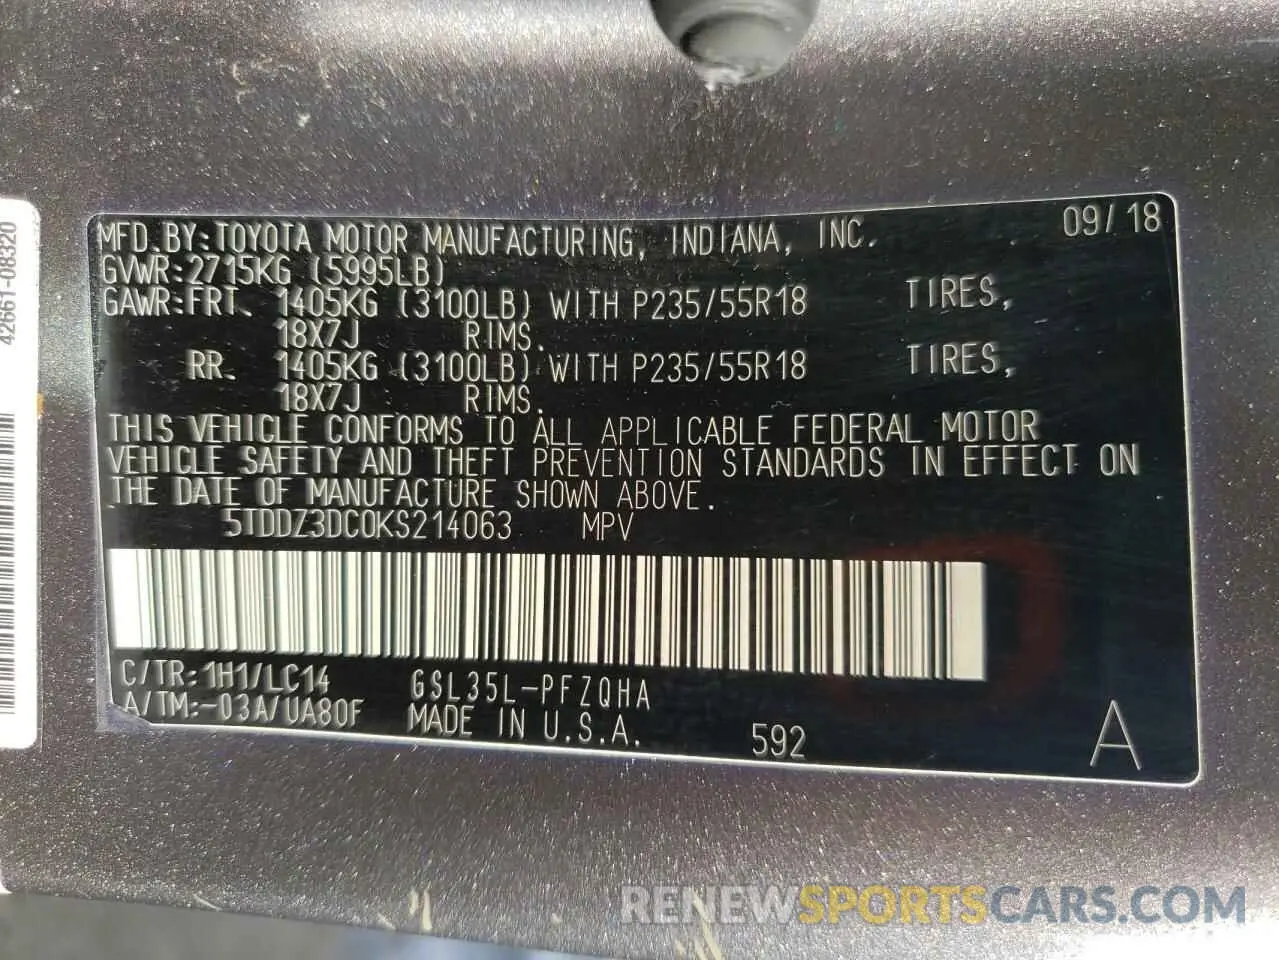 42661-08320
09/18
MFD. BY: TOYOTA MOTOR MANUFACTURING, INDIANA, INC.
GVWR: 2715KG (5995LB)
GAWR: FRT. 1405KG (3100LB) WITH P235/55R18 TIRES,
18X7J RIMS.
RR. 1405KG (3100LB) WITH P235/55R18 TIRES,
18X7J RIMS.
THIS VEHICLE CONFORMS TO ALL APPLICABLE FEDERAL MOTOR
VEHICLE SAFETY AND THEFT PREVENTION STANDARDS IN EFFECT ON
THE DATE OF MANUFACTURE SHOWN ABOVE.
5TDDZ3DC0KS214063 MPV
C/TR: 1H1/LC14 GSL35L-PFZQHA
A/TM:-03A/UA80F MADE IN U.S.A. 592 A
RENEWSPORTSCARS.COM